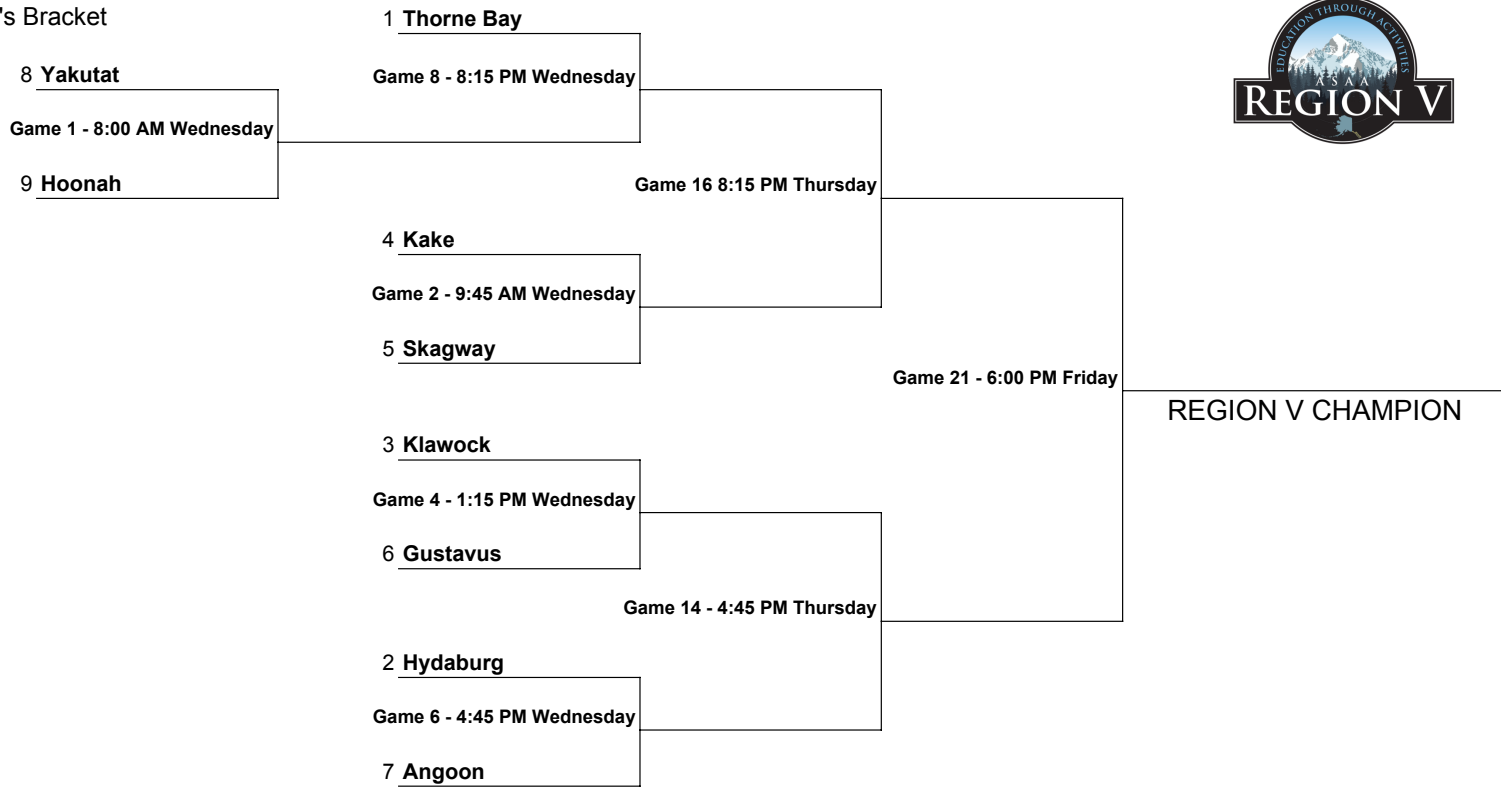 's Bracket
1 Thorne Bay
8 Yakutat
Game 8 - 8:15 PM Wednesday
Game 1 - 8:00 AM Wednesday
9 Hoonah
Game 16 8:15 PM Thursday
4 Kake
Game 2 - 9:45 AM Wednesday
5 Skagway
Game 21 - 6:00 PM Friday
REGION V CHAMPION
3 Klawock
Game 4 - 1:15 PM Wednesday
6 Gustavus
Game 14 - 4:45 PM Thursday
2 Hydaburg
Game 6 - 4:45 PM Wednesday
7 Angoon
EDUCATION THROUGH ACTIVITIES
ASAA
REGION V